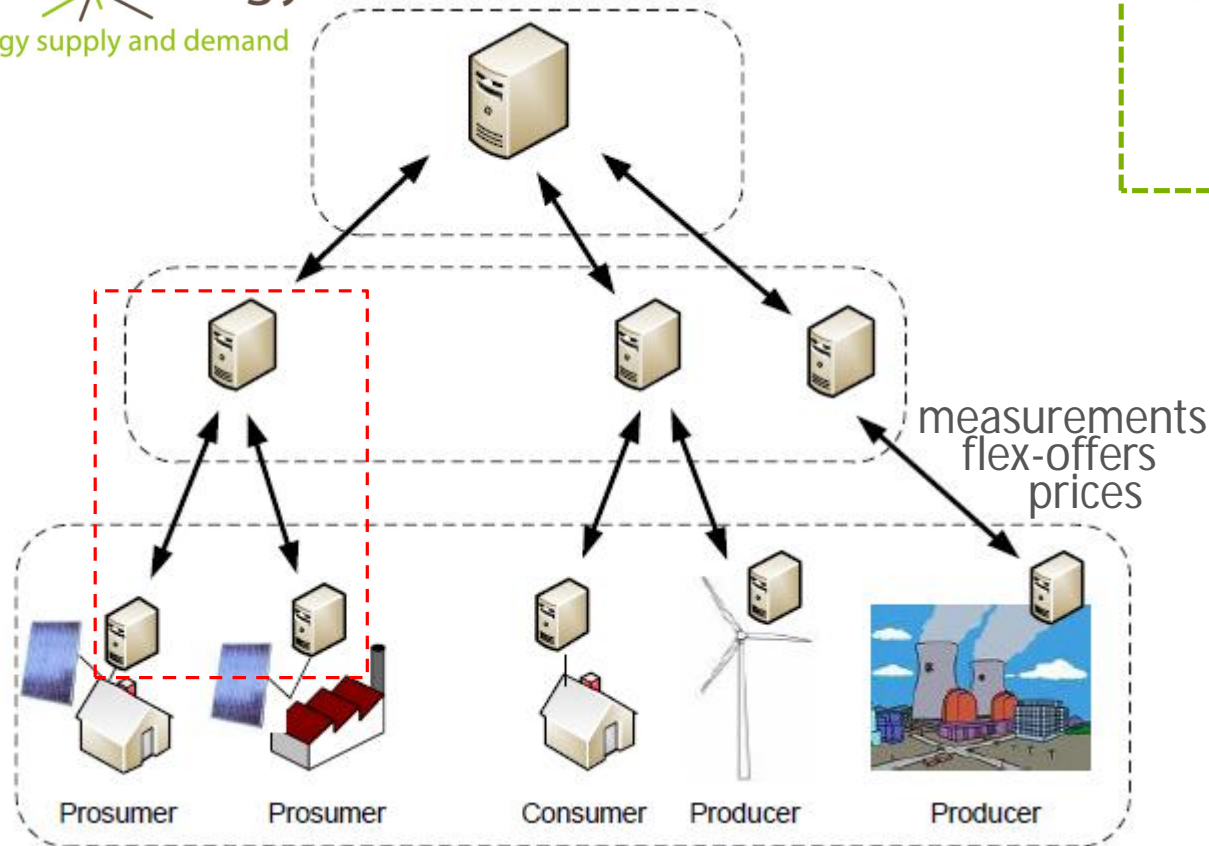 gy supply and demand
measurements
flex-offers
prices
Prosumer
Prosumer
Consumer
Producer
Producer